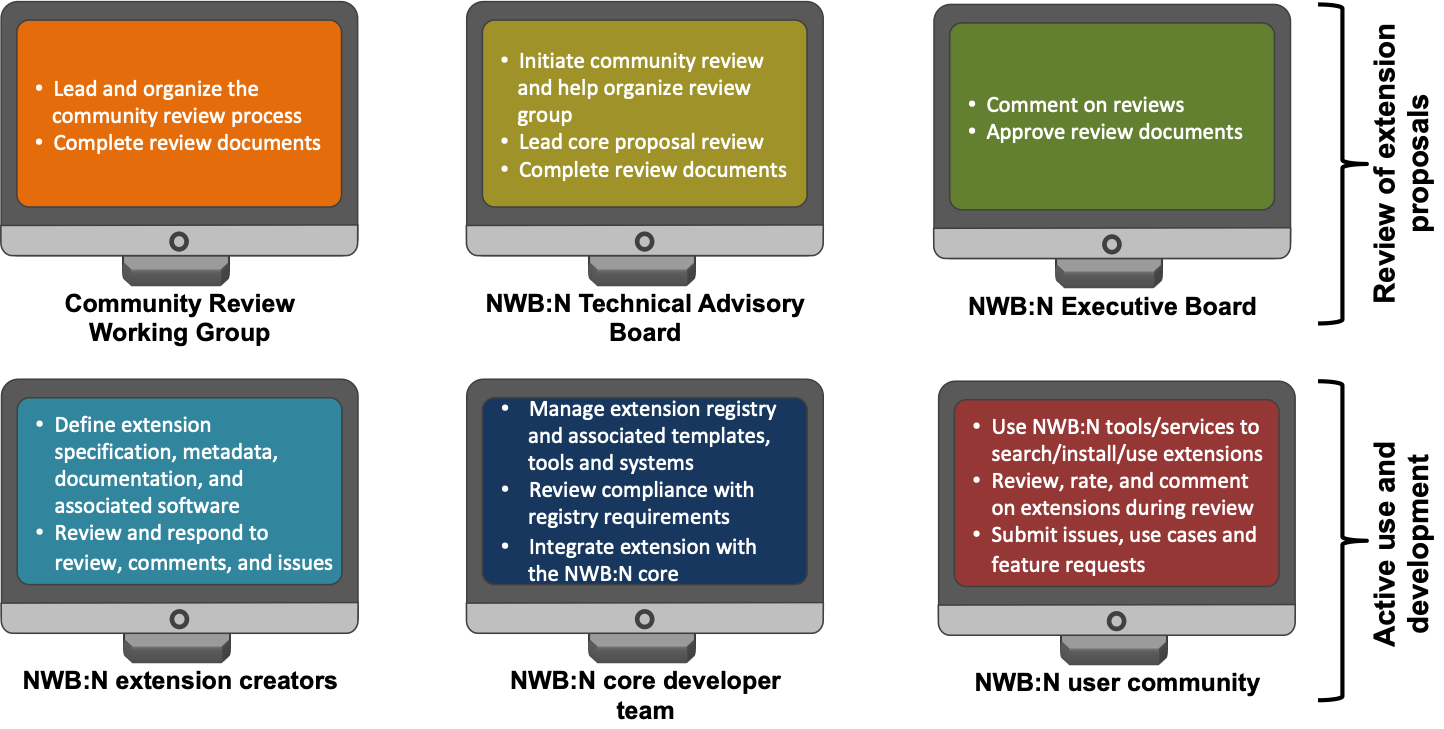 • Lead and organize the
community review process
• Complete review documents
Community Review
Working Group
• Initiate community review
and help organize review
group
• Lead core proposal review
• Complete review documents
NWB:N Technical Advisory
Board
• Comment on reviews
• Approve review documents
NWB:N Executive Board
Review of extension
proposals
• Define extension
specification, metadata,
documentation, and
associated software
• Review and respond to
review, comments, and issues
NWB:N extension creators
• Manage extension registry
and associated templates,
tools and systems
• Review compliance with
registry requirements
• Integrate extension with
the NWB:N core
NWB:N core developer
team
• Use NWB:N tools/services to
search/install/use extensions
• Review, rate, and comment
on extensions during review
• Submit issues, use cases and
feature requests
NWB:N user community
Active use and
development